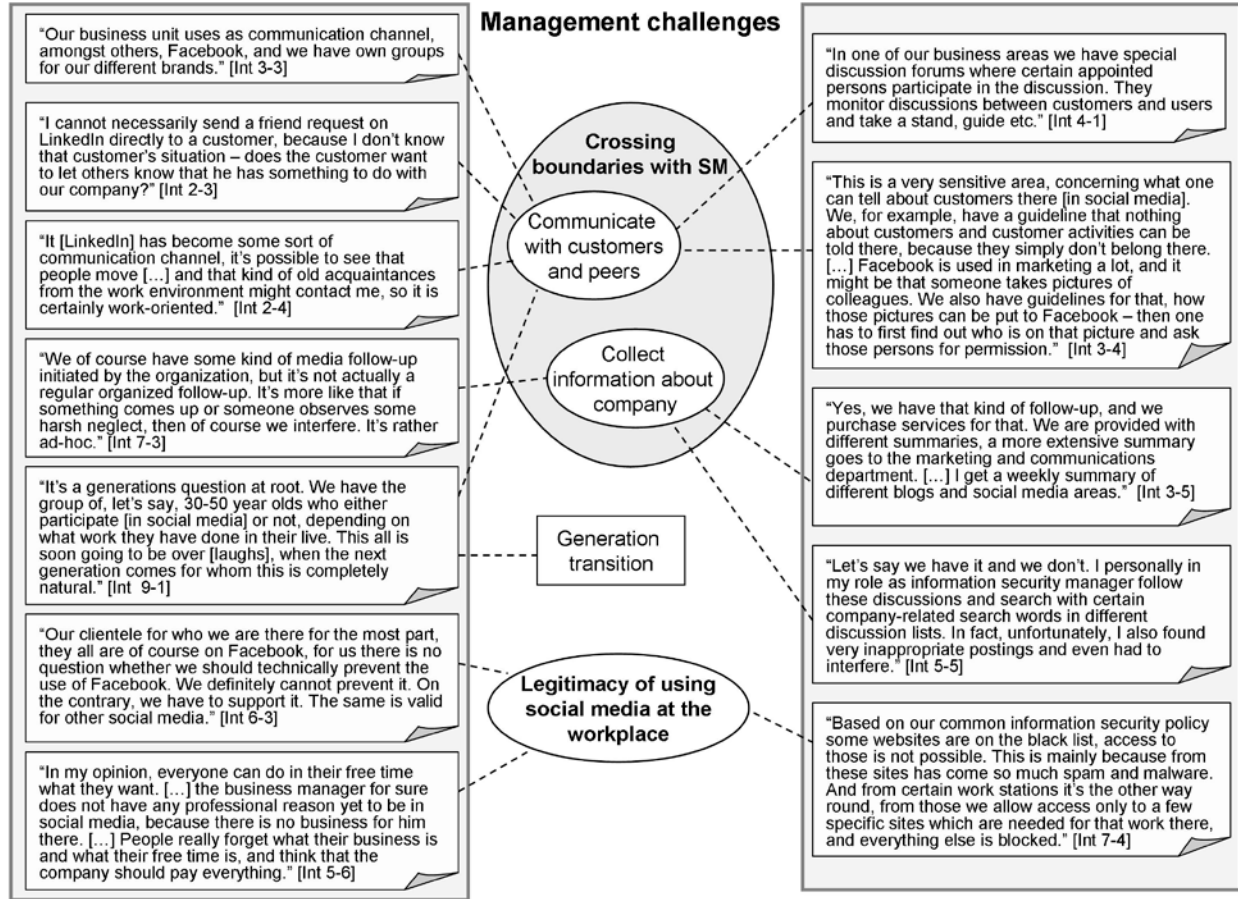 Management challenges
“Our business unit uses as communication channel,
amongst others, Facebook, and we have own groups
for our different brands.” [Int 3-3]
“I cannot necessarily send a friend request on
LinkedIn directly to a customer, because I don’t know
that customer’s situation – does the customer want
to let others know that he has something to do with
our company?” [Int 2-3]
“It [LinkedIn] has become some sort of
communication channel, it’s possible to see that
people move […] and that kind of old acquaintances
from the work environment might contact me, so it is
certainly work-oriented.” [Int 2-4]
“We of course have some kind of media follow-up
initiated by the organization, but it’s not actually a
regular organized follow-up. It’s more like that if
something comes up or someone observes some
harsh neglect, then of course we interfere. It’s rather
ad-hoc.” [Int 7-3]
“It’s a generations question at root. We have the
group of, let’s say, 30-50 year olds who either
participate [in social media] or not, depending on
what work they have done in their live. This all is
soon going to be over [laughs], when the next
generation comes for whom this is completely
natural.” [Int 9-1]
“Our clientele for who we are there for the most part,
they all are of course on Facebook, for us there is no
question whether we should technically prevent the
use of Facebook. We definitely cannot prevent it. On
the contrary, we have to support it. The same is valid
for other social media.” [Int 6-3]
“In my opinion, everyone can do in their free time
what they want. […] the business manager for sure
does not have any professional reason yet to be in
social media, because there is no business for him
there. […] People really forget what their business is
and what their free time is, and think that the
company should pay everything.” [Int 5-6]
Crossing
boundaries with SM
Communicate
with customers
and peers
Collect
information about
company
Generation
transition
Legitimacy of using
social media at the
workplace
“In one of our business areas we have special
discussion forums where certain appointed
persons participate in the discussion. They
monitor discussions between customers and users
and take a stand, guide etc.” [Int 4-1]
“This is a very sensitive area, concerning what one
can tell about customers there [in social media].
We, for example, have a guideline that nothing
about customers and customer activities can be
told there, because they simply don’t belong there.
[…] Facebook is used in marketing a lot, and it
might be that someone takes pictures of
colleagues. We also have guidelines for that, how
those pictures can be put to Facebook – then one
has to first find out who is on that picture and ask
those persons for permission.” [Int 3-4]
“Yes, we have that kind of follow-up, and we
purchase services for that. We are provided with
different summaries, a more extensive summary
goes to the marketing and communications
department. […] I get a weekly summary of
different blogs and social media areas.” [Int 3-5]
“Let’s say we have it and we don’t. I personally in
my role as information security manager follow
these discussions and search with certain
company-related search words in different
discussion lists. In fact, unfortunately, I also found
very inappropriate postings and even had to
interfere.” [Int 5-5]
“Based on our common information security policy
some websites are on the black list, access to
those is not possible. This is mainly because from
these sites has come so much spam and malware.
And from certain work stations it’s the other way
round, from those we allow access only to a few
specific sites which are needed for that work there,
and everything else is blocked.” [Int 7-4]